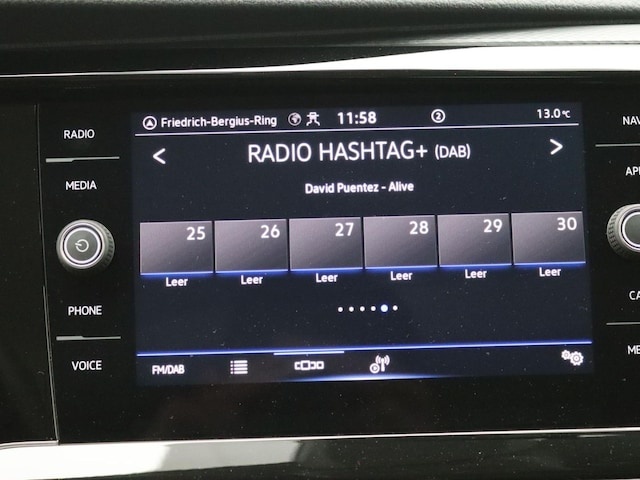 Friedrich-Bergius-Ring 11:58 2 13.0°C
RADIO HASHTAG+ (DAB)
David Puentez - Alive
25 26 27 28 29 30
Leer Leer Leer Leer Leer Leer
FM/DAB
RADIO
MEDIA
PHONE
VOICE
NAV
AP
CA
ME